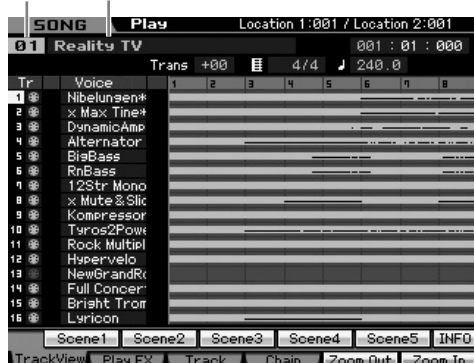 SONG Play Location 1:001 / Location 2:001
01 Reality TV 001 : 01 : 000
Trans +00 4/4 ♩ 240.0
Tr Voice 1 2 3 4 5 6 7 8
1 Nibelungen*
2 x Max Tine*
3 DynamicAmp
4 Alternator
5 BigBass
6 RnBass
7 12Str Mono
8 x Mute&Slic
9 Kompressor
10 Tyros2Powe
11 Rock Multipl
12 Hypervelo
13 NewGrandRo
14 Full Concer
15 Bright Trom
16 Lyricon
Scene1 Scene2 Scene3 Scene4 Scene5 INFO
TrackView Play FX Track Chain Zoom Out Zoom In